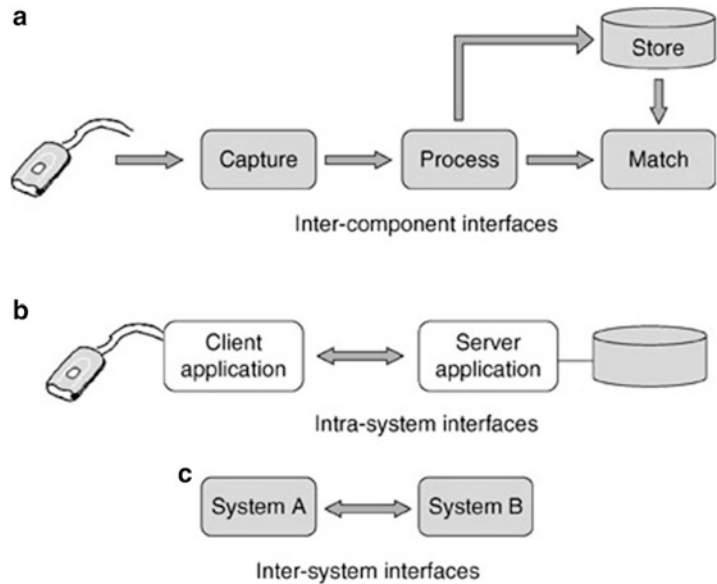 a
Store
Capture
Process
Match
Inter-component interfaces
b
Client
application
Server
application
Intra-system interfaces
c
System A
System B
Inter-system interfaces